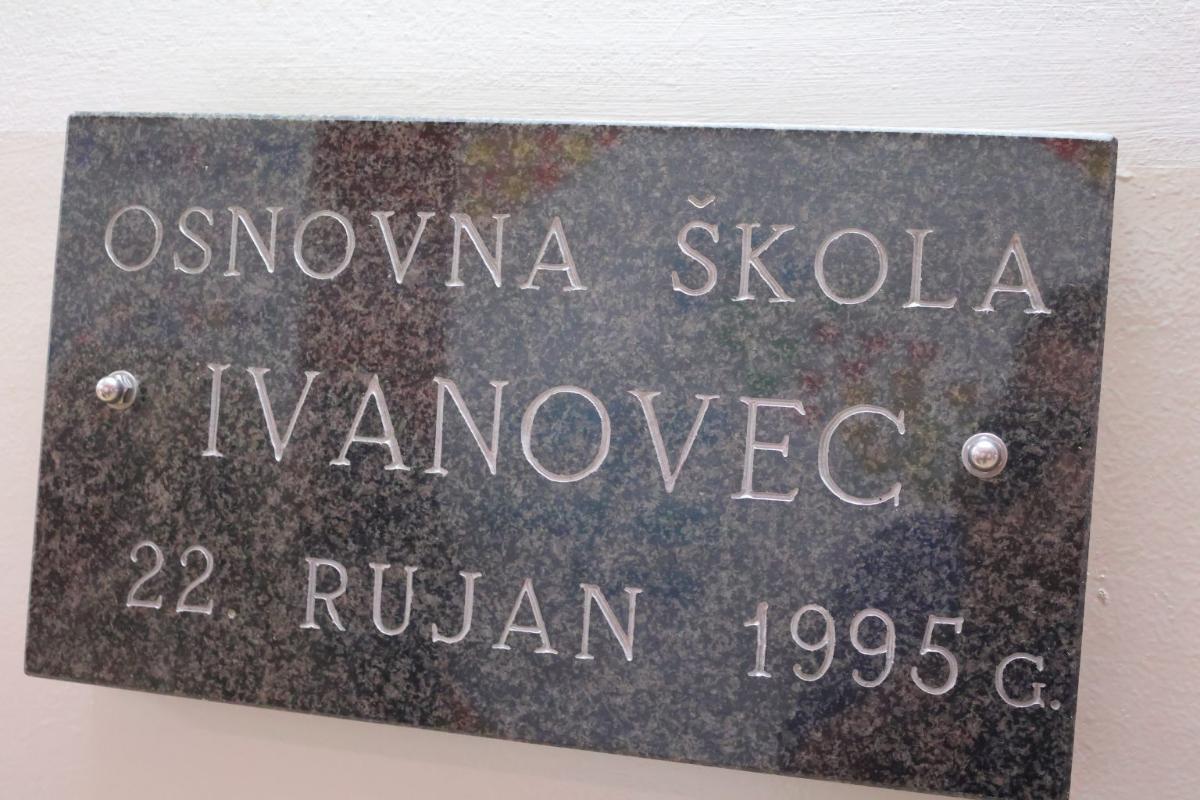 OSNOVNA ŠKOLA
IVANOVEC
22. RUJAN 1995 G.